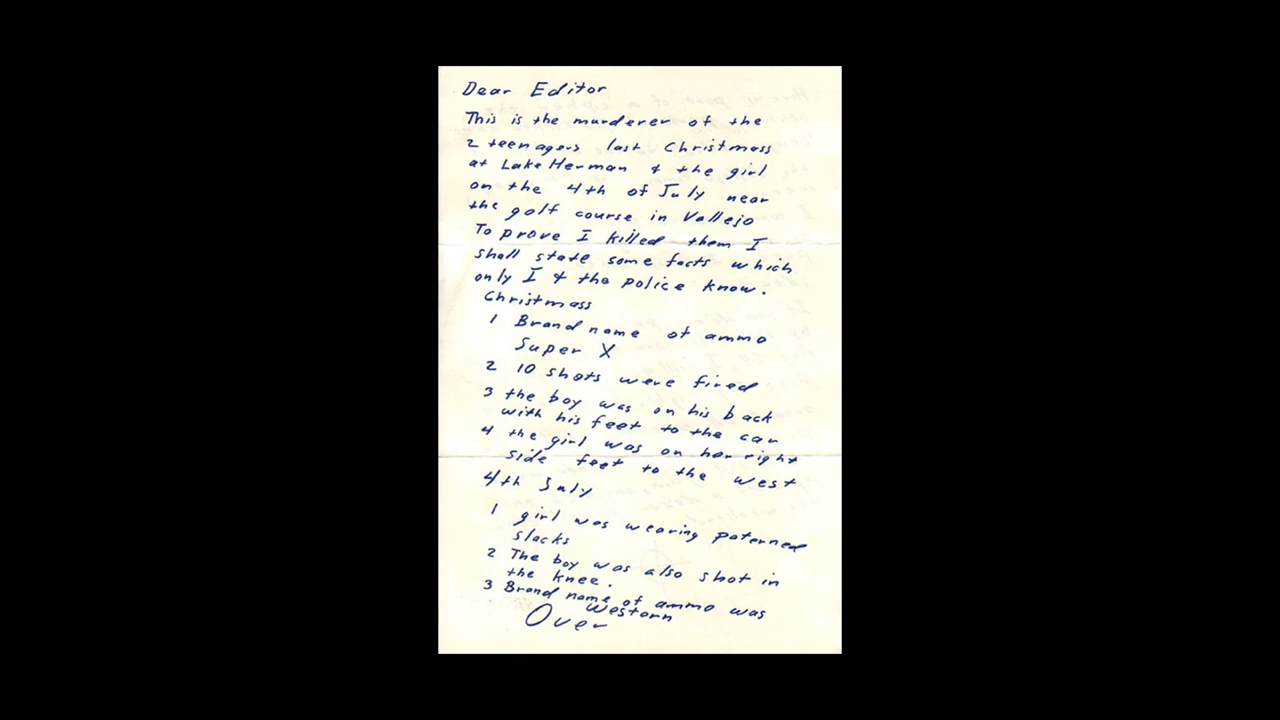 Dear Editor
This is the murderer of the
2 teenagers last Christmass
at Lake Herman & the girl
on the 4th of July near
the golf course in Vallejo
To prove I killed them I
shall state some facts which
only I & the police know.
Christmass
1 Brand name of ammo
Super X
2 10 shots were fired
3 the boy was on his back
with his feet to the car
4 the girl was on her right
side feet to the west
4th July
1 girl was wearing paterned
slacks
2 The boy was also shot in
the knee.
3 Brand name of ammo was
Western
Over